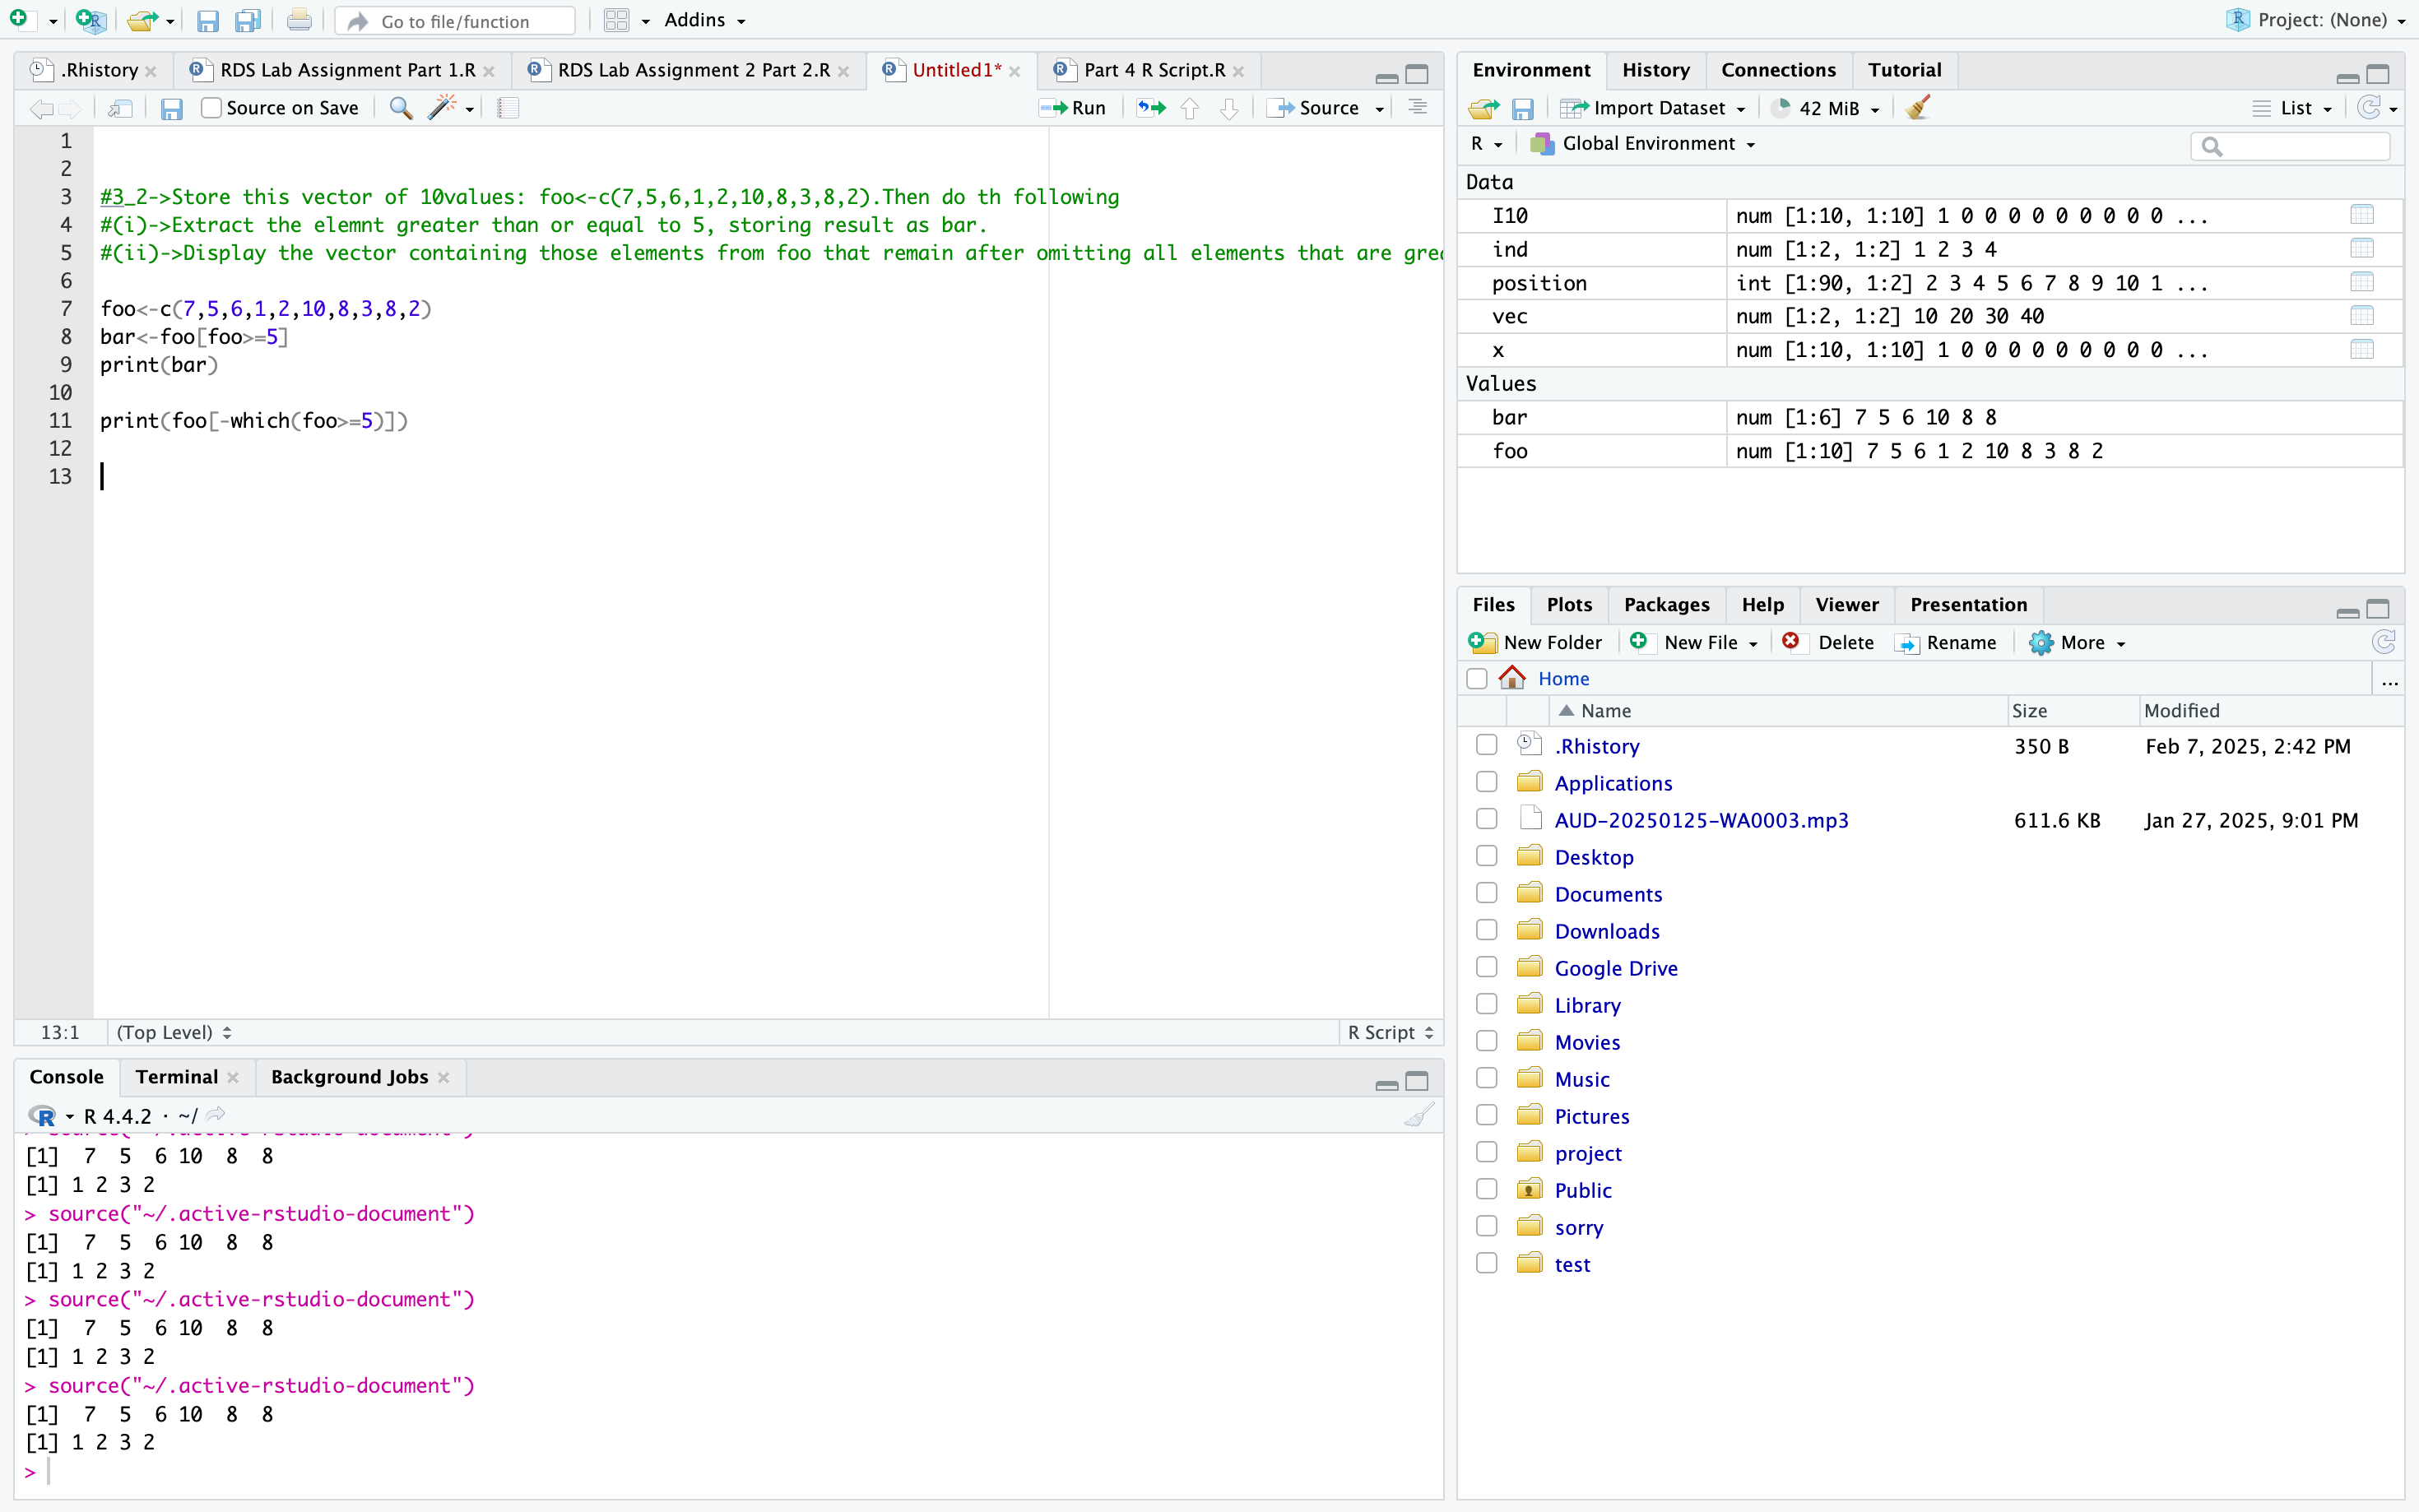 Go to file/function Addins Project: (None)
.Rhistory RDS Lab Assignment Part 1.R RDS Lab Assignment 2 Part 2.R Untitled1* Part 4 R Script.R
Source on Save Run Source
1
2
3 #3_2->Store this vector of 10values: foo<-c(7,5,6,1,2,10,8,3,8,2).Then do th following
4 #(i)->Extract the elemnt greater than or equal to 5, storing result as bar.
5 #(ii)->Display the vector containing those elements from foo that remain after omitting all elements that are
6
7 foo<-c(7,5,6,1,2,10,8,3,8,2)
8 bar<-foo[foo>=5]
9 print(bar)
10
11 print(foo[-which(foo>=5)])
12
13
13:1 (Top Level) R Script
Console Terminal Background Jobs
R 4.4.2 · ~/
[1]  7  5  6 10  8  8
[1] 1 2 3 2
> source("~/.active-rstudio-document")
[1]  7  5  6 10  8  8
[1] 1 2 3 2
> source("~/.active-rstudio-document")
[1]  7  5  6 10  8  8
[1] 1 2 3 2
> source("~/.active-rstudio-document")
[1]  7  5  6 10  8  8
[1] 1 2 3 2
>
Environment History Connections Tutorial
Import Dataset 42 MiB List
R Global Environment
Data
I10 num [1:10, 1:10] 1 0 0 0 0 0 0 0 0 0 ...
ind num [1:2, 1:2] 1 2 3 4
position int [1:90, 1:2] 2 3 4 5 6 7 8 9 10 1 ...
vec num [1:2, 1:2] 10 20 30 40
x num [1:10, 1:10] 1 0 0 0 0 0 0 0 0 0 ...
Values
bar num [1:6] 7 5 6 10 8 8
foo num [1:10] 7 5 6 1 2 10 8 3 8 2
Files Plots Packages Help Viewer Presentation
New Folder New File Delete Rename More
Home ...
Name Size Modified
.Rhistory 350 B Feb 7, 2025, 2:42 PM
Applications
AUD-20250125-WA0003.mp3 611.6 KB Jan 27, 2025, 9:01 PM
Desktop
Documents
Downloads
Google Drive
Library
Movies
Music
Pictures
project
Public
sorry
test